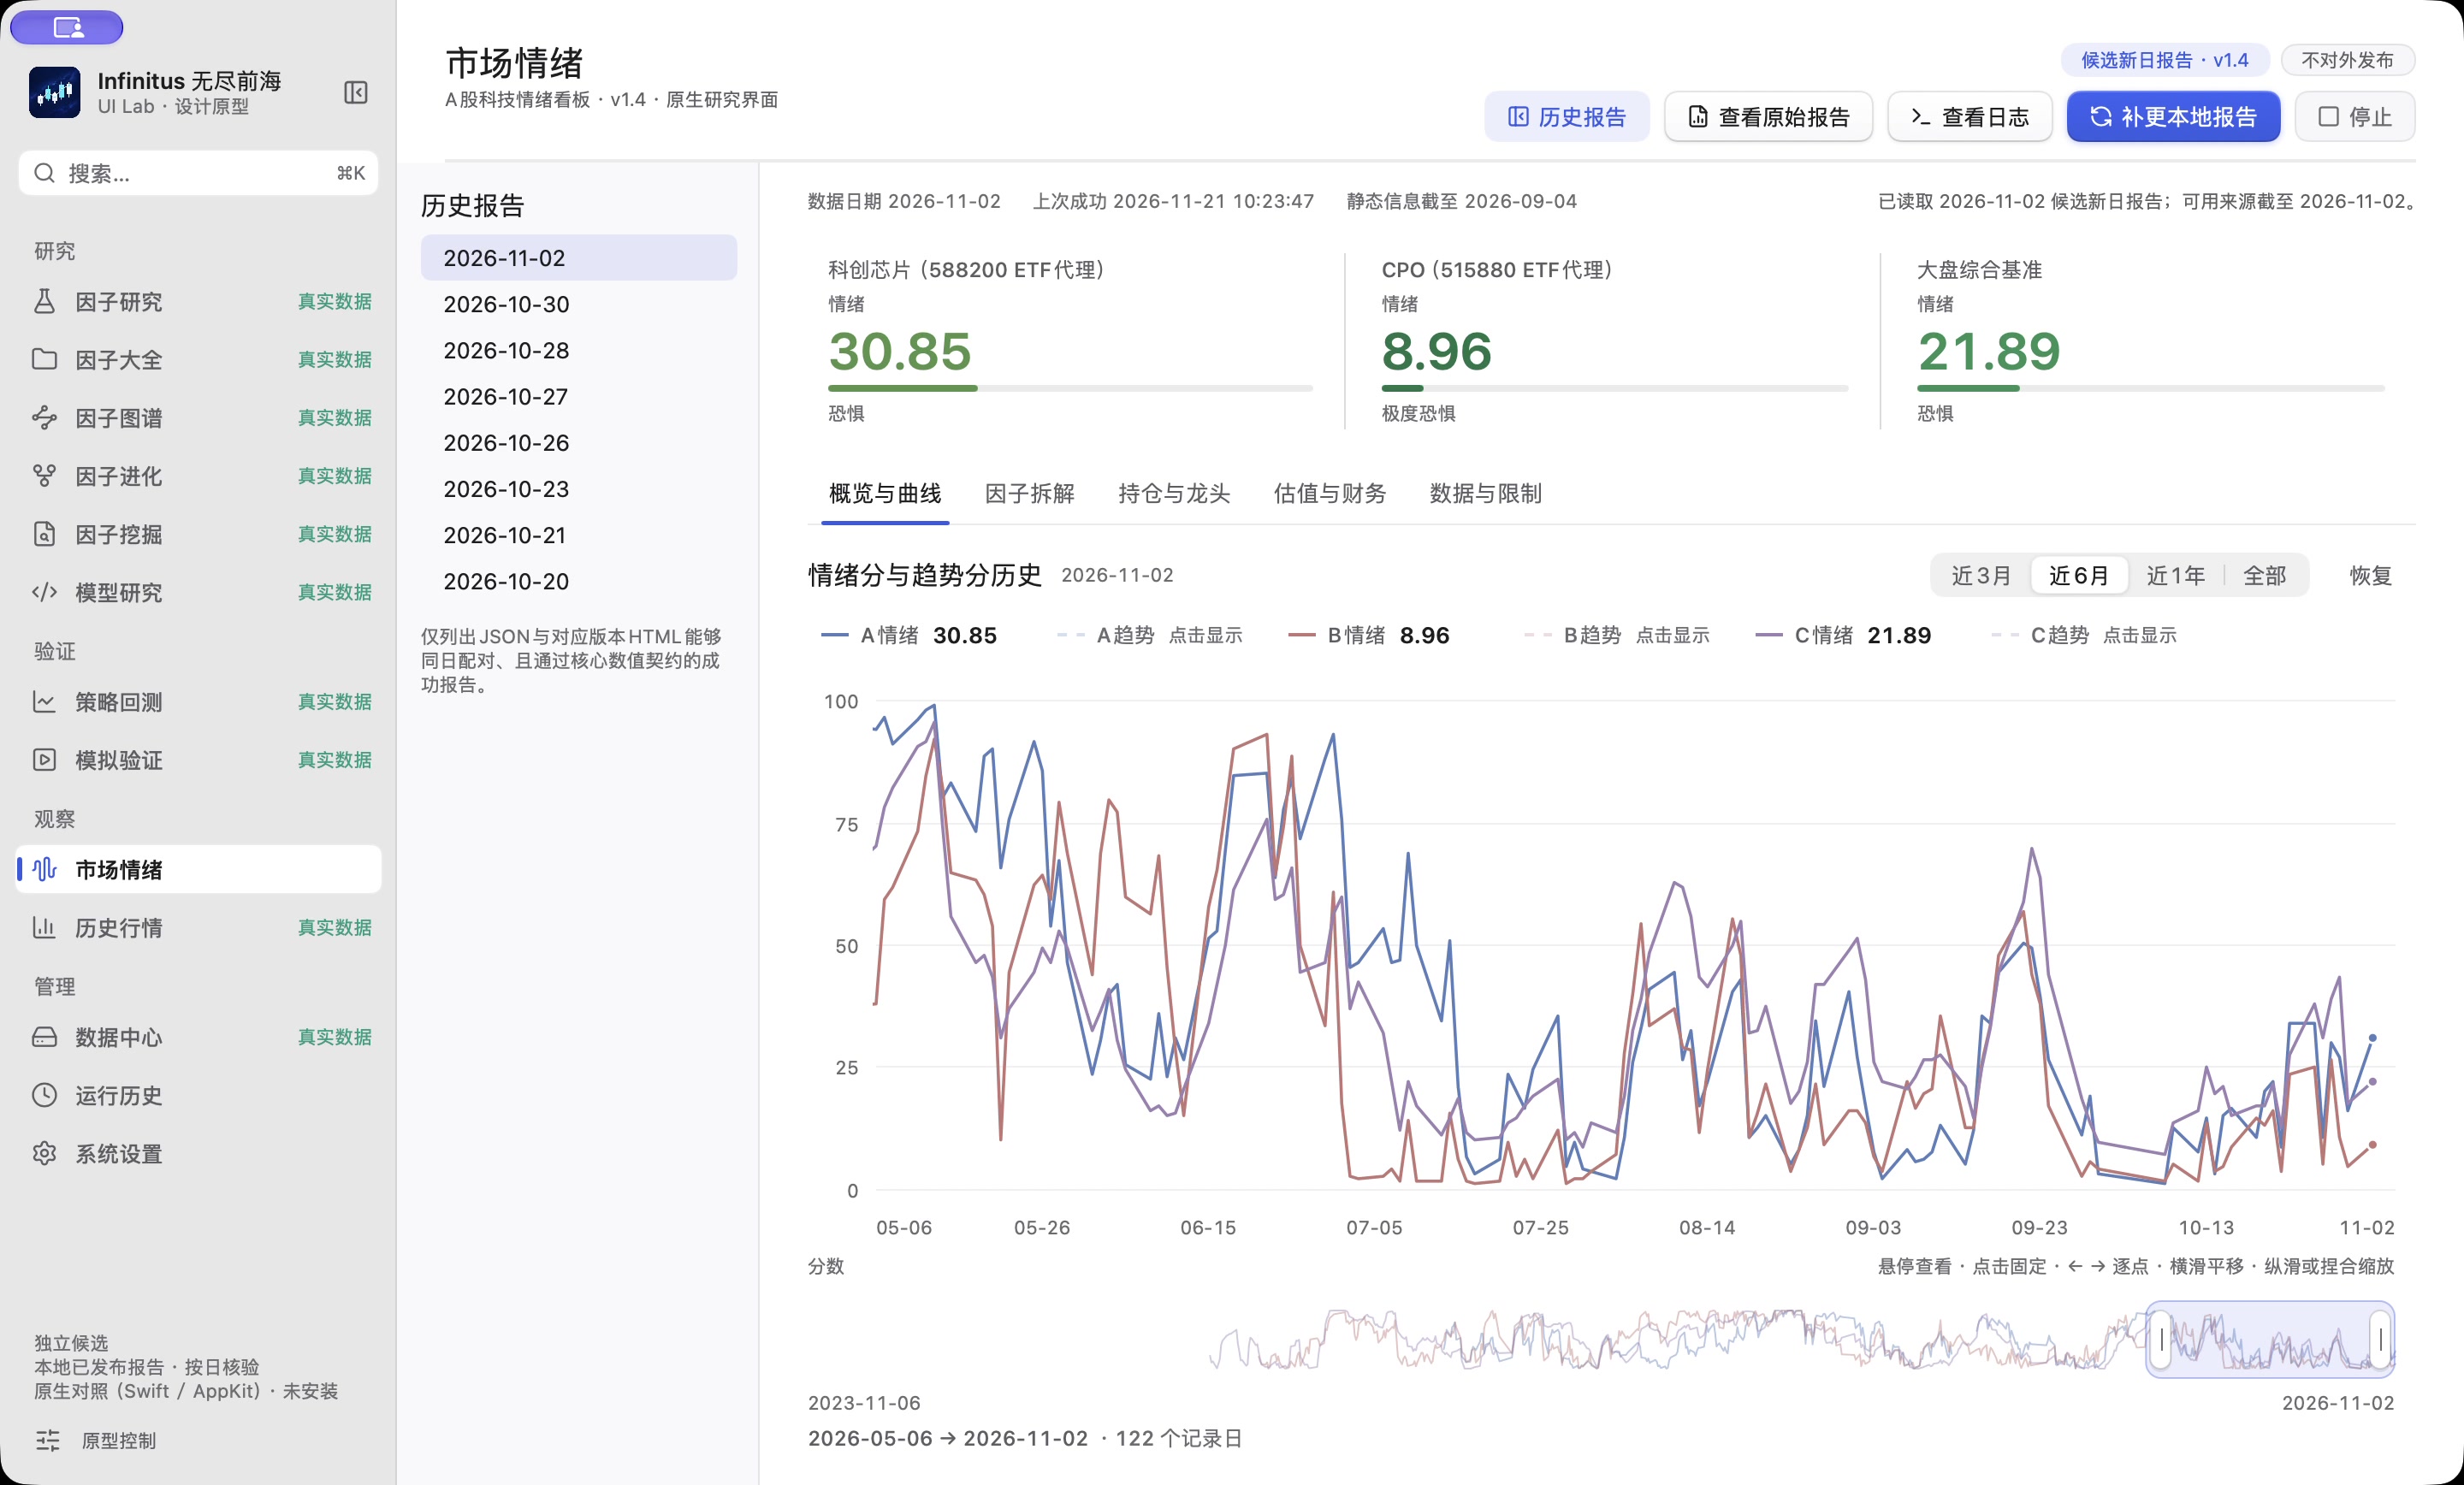 Infinitus 无尽前海
UI Lab · 设计原型
搜索...
⌘K
研究
因子研究 真实数据
因子大全 真实数据
因子图谱 真实数据
因子进化 真实数据
因子挖掘 真实数据
模型研究 真实数据
验证
策略回测 真实数据
模拟验证 真实数据
观察
市场情绪
历史行情 真实数据
管理
数据中心 真实数据
运行历史
系统设置
独立候选
本地已发布报告 · 按日核验
原生对照 (Swift / AppKit) · 未安装
原型控制
市场情绪
A股科技情绪看板 · v1.4 · 原生研究界面
候选新日报告 · v1.4 不对外发布
历史报告 查看原始报告 查看日志 补更本地报告 停止
历史报告
2026-11-02
2026-10-30
2026-10-28
2026-10-27
2026-10-26
2026-10-23
2026-10-21
2026-10-20
仅列出JSON与对应版本HTML能够
同日配对、且通过核心数值契约的成
功报告。
数据日期 2026-11-02 上次成功 2026-11-21 10:23:47 静态信息截至 2026-09-04 已读取 2026-11-02 候选新日报告；可用来源截至 2026-11-02。
科创芯片 (588200 ETF代理)
情绪
30.85
恐惧
CPO (515880 ETF代理)
情绪
8.96
极度恐惧
大盘综合基准
情绪
21.89
恐惧
概览与曲线 因子拆解 持仓与龙头 估值与财务 数据与限制
情绪分与趋势分历史 2026-11-02 近3月 近6月 近1年 全部 恢复
A情绪 30.85 A趋势 点击显示 B情绪 8.96 B趋势 点击显示 C情绪 21.89 C趋势 点击显示
100
75
50
25
0
05-06 05-26 06-15 07-05 07-25 08-14 09-03 09-23 10-13 11-02
分数 悬停查看 · 点击固定 · ← → 逐点 · 横滑平移 · 纵滑或捏合缩放
2023-11-06 2026-11-02
2026-05-06 → 2026-11-02 · 122 个记录日